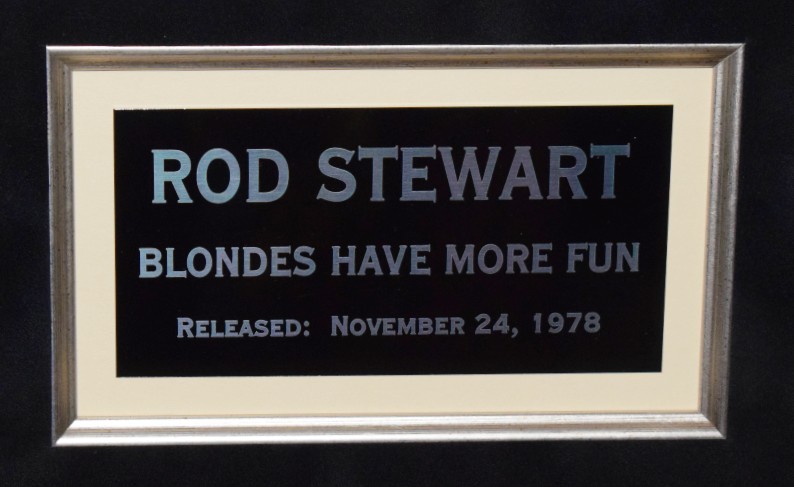 ROD STEWART
BLONDES HAVE MORE FUN
RELEASED: NOVEMBER 24, 1978